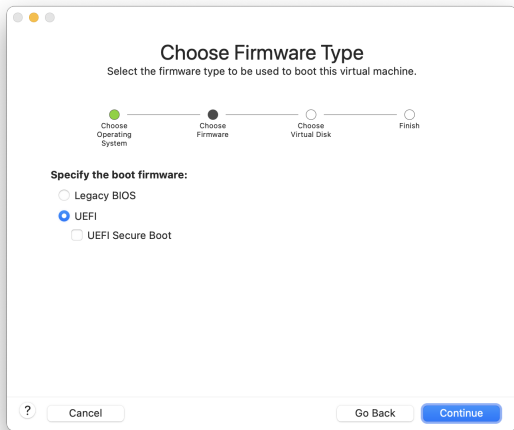 Choose Firmware Type
Select the firmware type to be used to boot this virtual machine.
Choose
Operating
System
Choose
Firmware
Choose
Virtual Disk
Finish
Specify the boot firmware:
Legacy BIOS
UEFI
UEFI Secure Boot
?
Cancel
Go Back
Continue